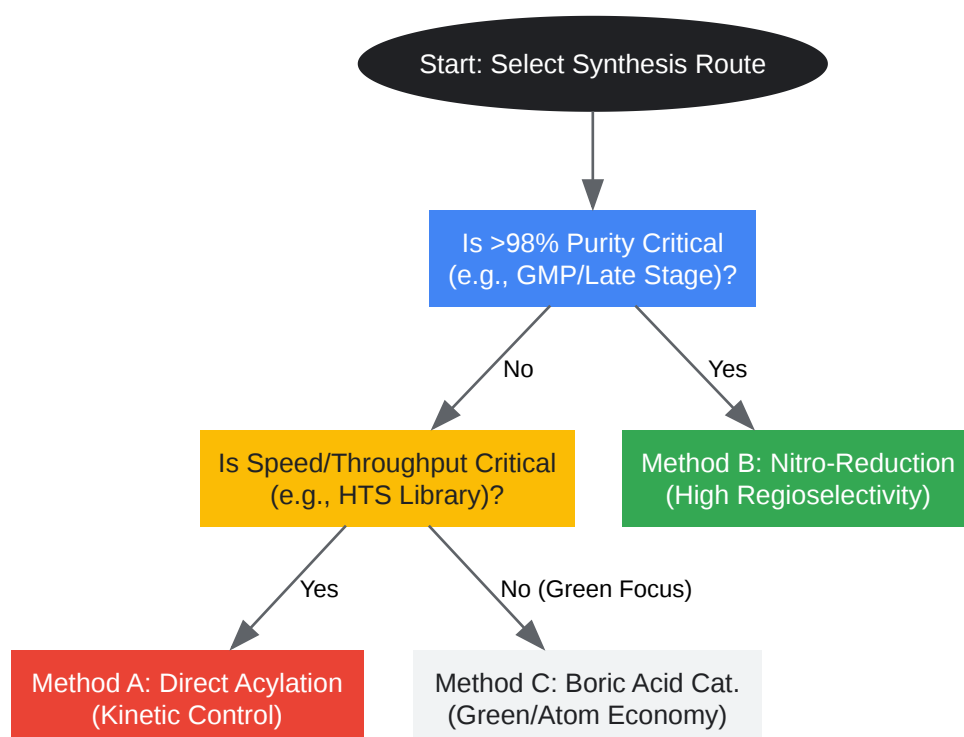 Start: Select Synthesis Route
Is >98% Purity Critical
(e.g., GMP/Late Stage)?
No
Yes
Is Speed/Throughput Critical
(e.g., HTS Library)?
Method B: Nitro-Reduction
(High Regioselectivity)
Yes
No (Green Focus)
Method A: Direct Acylation
(Kinetic Control)
Method C: Boric Acid Cat.
(Green/Atom Economy)